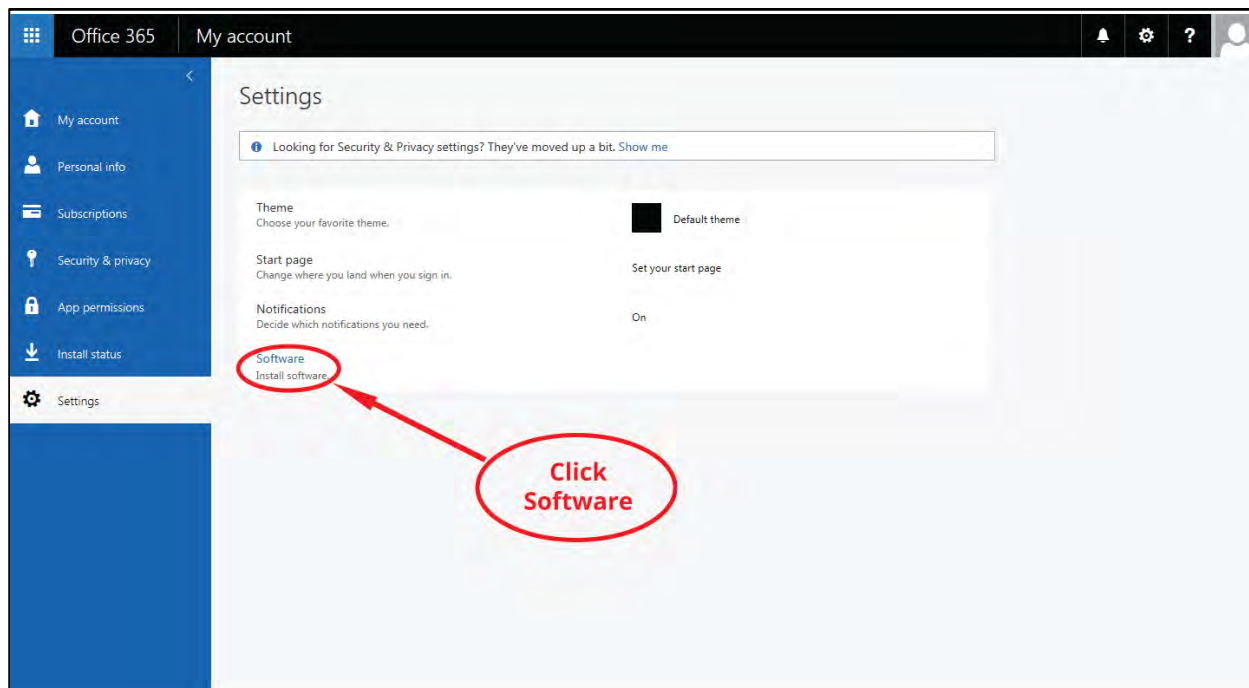 Office 365
My account
Settings
My account
Looking for Security & Privacy settings? They've moved up a bit. Show me
Personal info
Subscriptions
Security & privacy
App permissions
Install status
Settings
Theme
Choose your favorite theme.
Default theme
Start page
Change where you land when you sign in.
Set your start page
Notifications
Decide which notifications you need.
On
Software
Install software.
Click
Software